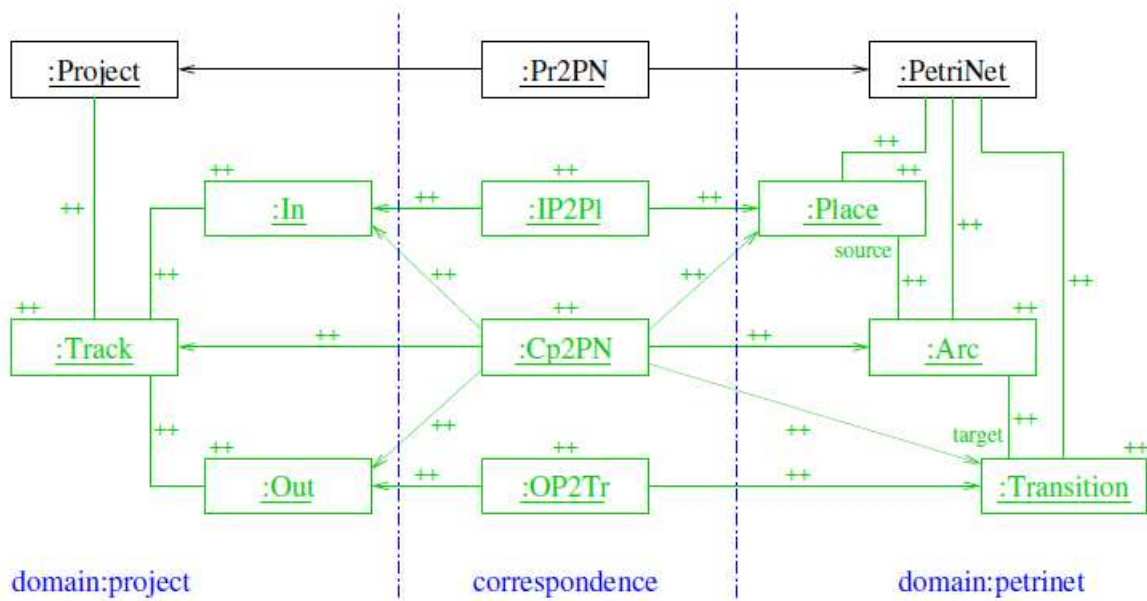 :Project
:Pr2PN
:PetriNet
++
++
++
++
++
:In
++
:IP2Pl
++
:Place
++
source
++
++
++
++
++
++
++
++
++
:Track
++
:Cp2PN
++
:Arc
++
++
++
++
target
++
++
++
++
:Out
++
:OP2Tr
++
:Transition
domain:project
correspondence
domain:petrinet